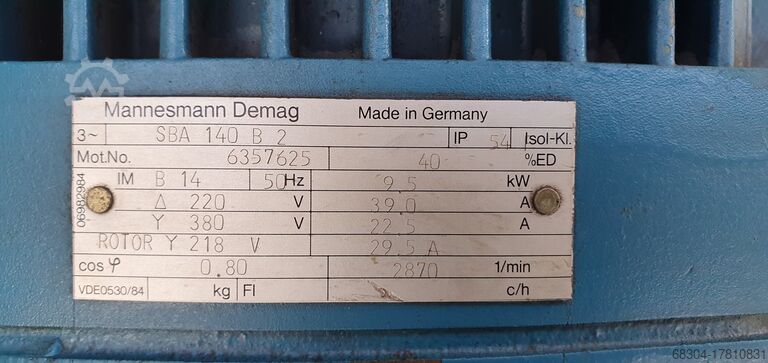 Mannesmann Demag Made in Germany
3~ SBA 140 B 2 IP 54 Isol-Kl.
Mot.No. 6357625 40 %ED
IM B 14 50 Hz 9.5 kW
Δ 220 V 39.0 A
Y 380 V 22.5 A
ROTOR Y 218 V 29.5 A
cos φ 0.80 2870 1/min
VDE0530/84 kg FI c/h
06982984
68304-17810831